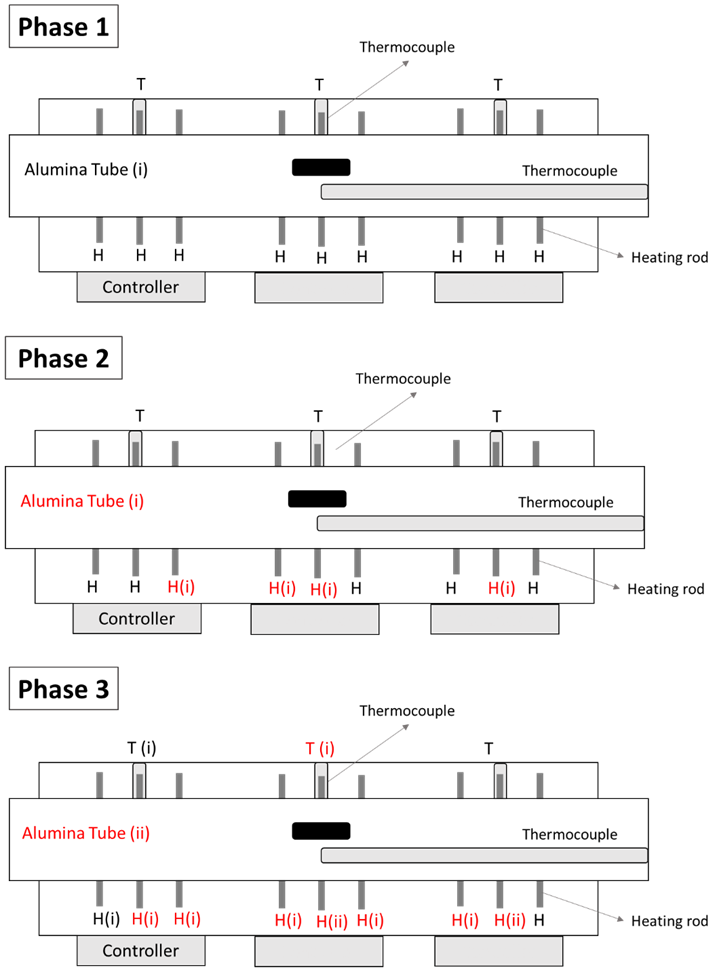 Phase 1
Thermocouple
T T T
Alumina Tube (i)
Thermocouple
H H H H H H H H H
Heating rod
Controller
Phase 2
Thermocouple
T T T
Alumina Tube (i)
Thermocouple
H H H(i) H(i) H(i) H H H(i) H
Heating rod
Controller
Phase 3
Thermocouple
T (i) T (i) T
Alumina Tube (ii)
Thermocouple
H(i) H(i) H(i) H(i) H(ii) H(i) H(i) H(ii) H
Heating rod
Controller